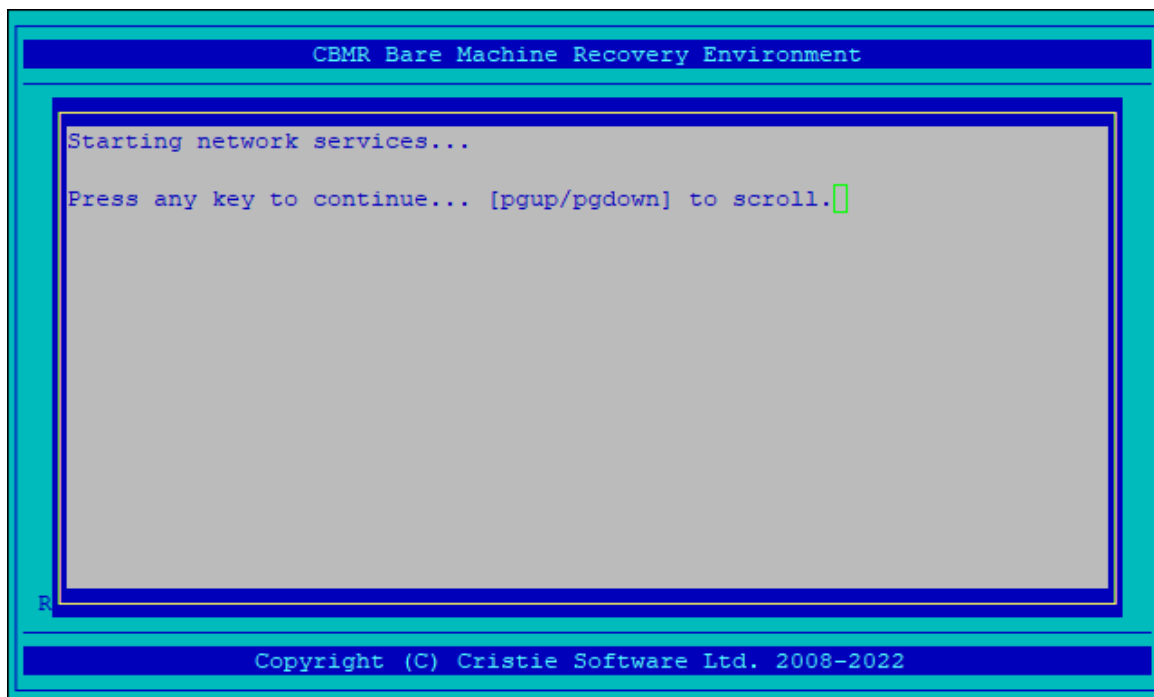 CBMR Bare Machine Recovery Environment
Starting network services...
Press any key to continue... [pgup/pgdown] to scroll.
R
Copyright (C) Cristie Software Ltd. 2008-2022